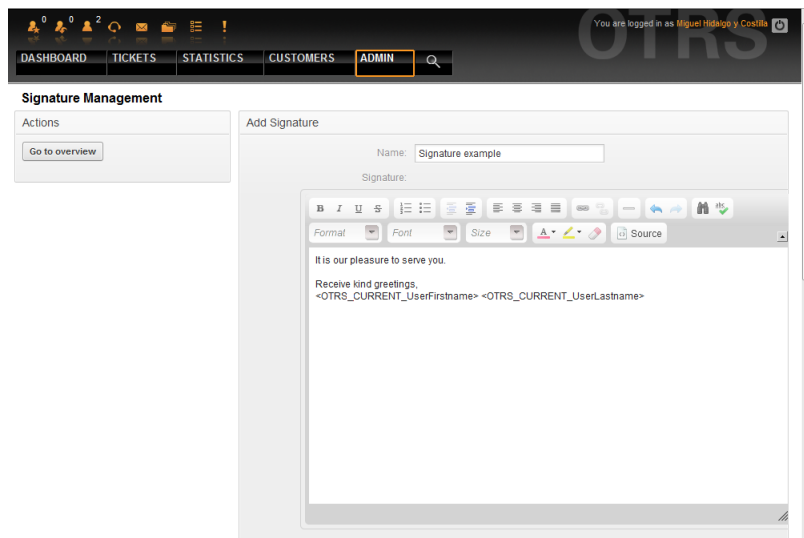 0 0 2
You are logged in as Miguel Hidalgo y Costilla
OTRS
DASHBOARD TICKETS STATISTICS CUSTOMERS ADMIN
Signature Management
Actions
Go to overview
Add Signature
Name: Signature example
Signature:
B I U S abc
Format Font Size A Source
It is our pleasure to serve you.
Receive kind greetings,
<OTRS_CURRENT_UserFirstname> <OTRS_CURRENT_UserLastname>